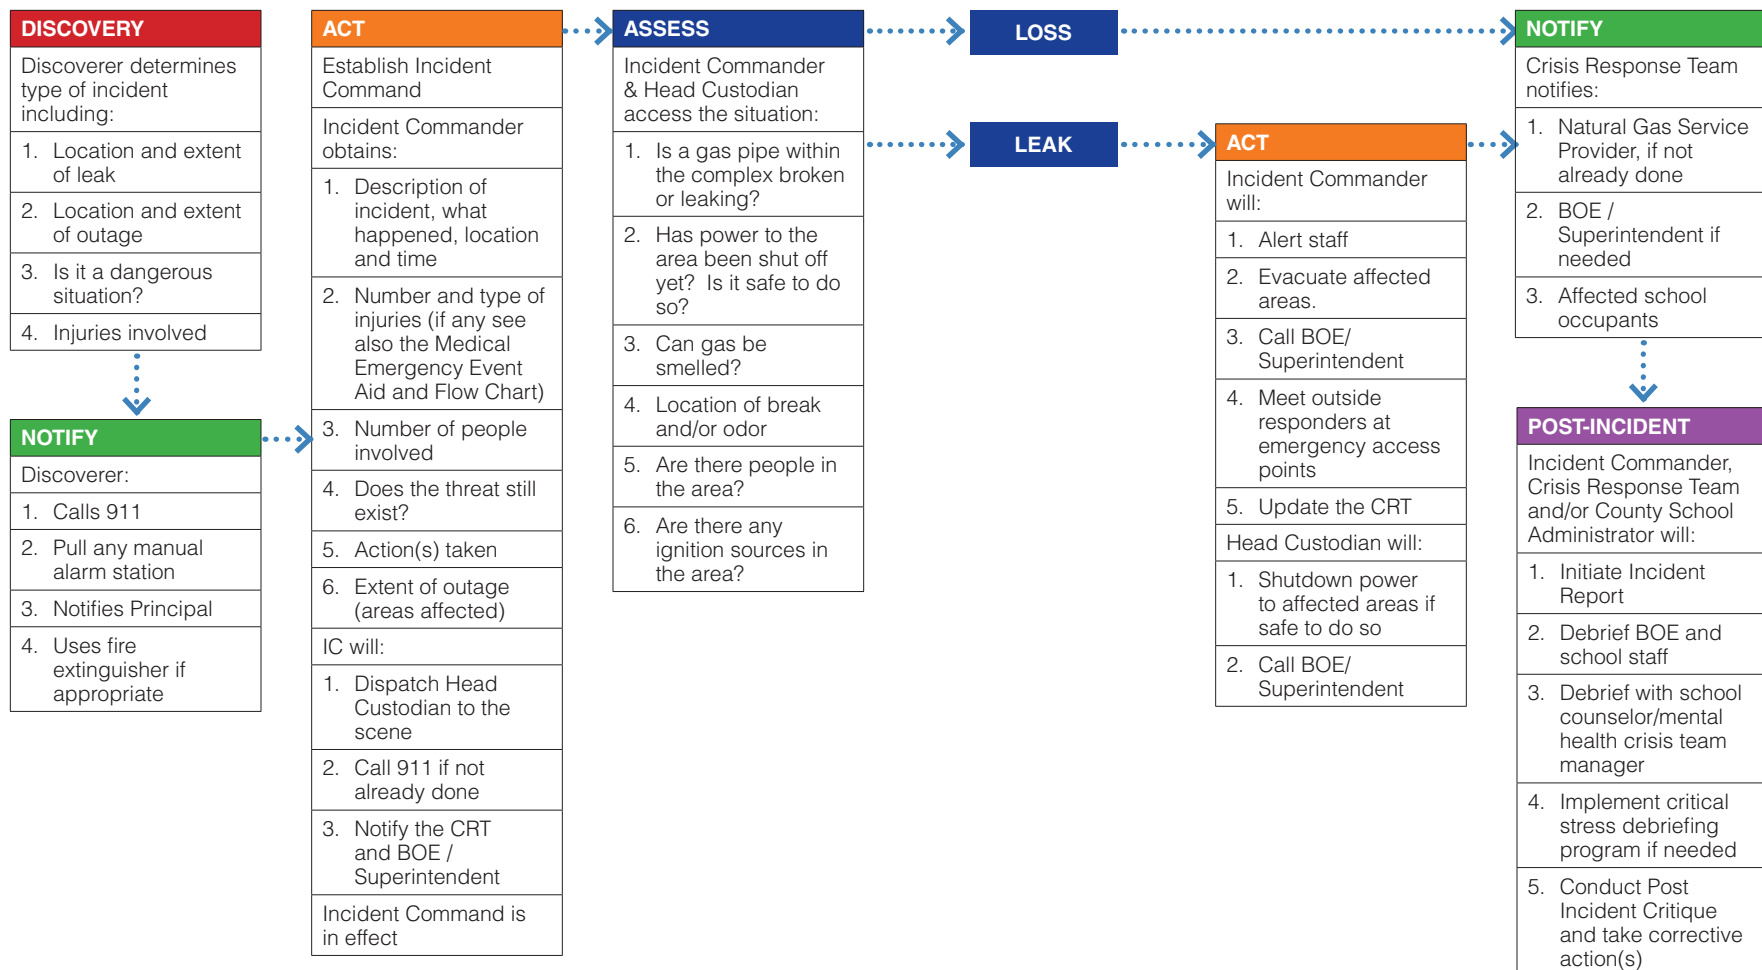 DISCOVERY
Discoverer determines
type of incident
including:
1. Location and extent
of leak
2. Location and extent
of outage
3. Is it a dangerous
situation?
4. Injuries involved
NOTIFY
Discoverer:
1. Calls 911
2. Pull any manual
alarm station
3. Notifies Principal
4. Uses fire
extinguisher if
appropriate
ACT
Establish Incident
Command
Incident Commander
obtains:
1. Description of
incident, what
happened, location
and time
2. Number and type of
injuries (if any see
also the Medical
Emergency Event
Aid and Flow Chart)
3. Number of people
involved
4. Does the threat still
exist?
5. Action(s) taken
6. Extent of outage
(areas affected)
IC will:
1. Dispatch Head
Custodian to the
scene
2. Call 911 if not
already done
3. Notify the CRT
and BOE /
Superintendent
Incident Command is
in effect
ASSESS
Incident Commander
& Head Custodian
access the situation:
1. Is a gas pipe within
the complex broken
or leaking?
2. Has power to the
area been shut off
yet? Is it safe to do
so?
3. Can gas be
smelled?
4. Location of break
and/or odor
5. Are there people in
the area?
6. Are there any
ignition sources in
the area?
LOSS
LEAK
ACT
Incident Commander
will:
1. Alert staff
2. Evacuate affected
areas.
3. Call BOE/
Superintendent
4. Meet outside
responders at
emergency access
points
5. Update the CRT
Head Custodian will:
1. Shutdown power
to affected areas if
safe to do so
2. Call BOE/
Superintendent
NOTIFY
Crisis Response Team
notifies:
1. Natural Gas Service
Provider, if not
already done
2. BOE /
Superintendent if
needed
3. Affected school
occupants
POST-INCIDENT
Incident Commander,
Crisis Response Team
and/or County School
Administrator will:
1. Initiate Incident
Report
2. Debrief BOE and
school staff
3. Debrief with school
counselor/mental
health crisis team
manager
4. Implement critical
stress debriefing
program if needed
5. Conduct Post
Incident Critique
and take corrective
action(s)